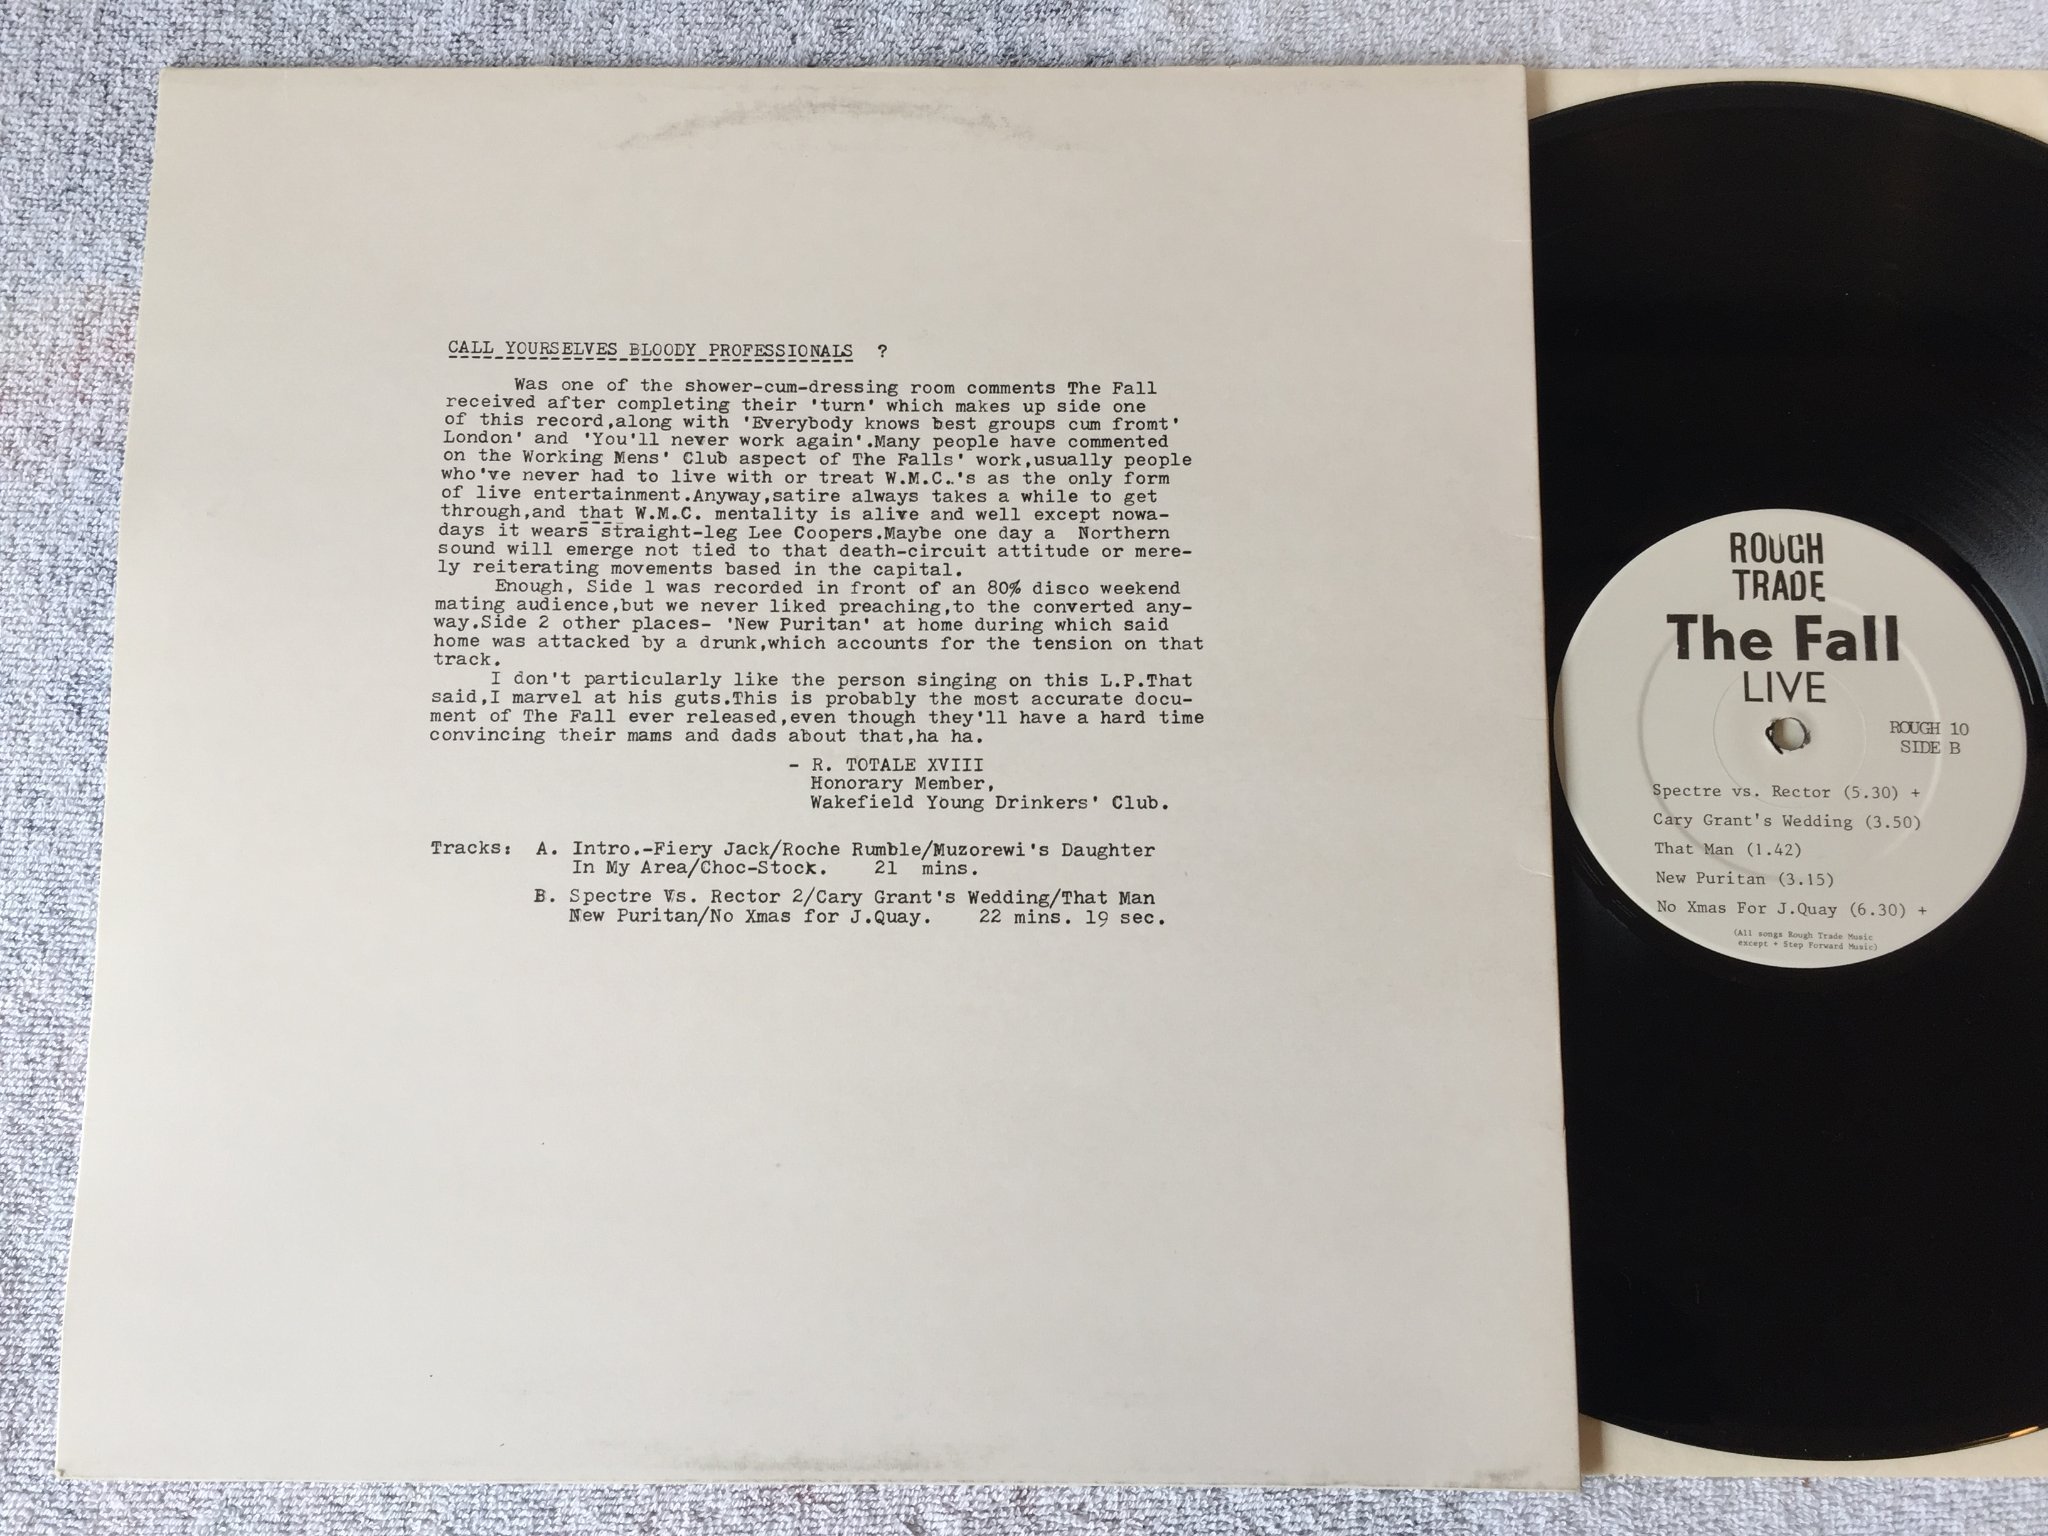 CALL YOURSELVES BLOODY PROFESSIONALS ?
Was one of the shower-cum-dressing room comments The Fall
received after completing their 'turn' which makes up side one
of this record,along with 'Everybody knows best groups cum fromt'
London' and 'You'll never work again'.Many people have commented
on the Working Mens' Club aspect of The Falls' work,usually people
who've never had to live with or treat W.M.C.'s as the only form
of live entertainment.Anyway,satire always takes a while to get
through,and that W.M.C. mentality is alive and well except nowa-
days it wears straight-leg Lee Coopers.Maybe one day a Northern
sound will emerge not tied to that death-circuit attitude or mere-
ly reiterating movements based in the capital.
Enough, Side 1 was recorded in front of an 80% disco weekend
mating audience,but we never liked preaching,to the converted any-
way.Side 2 other places- 'New Puritan' at home during which said
home was attacked by a drunk,which accounts for the tension on that
track.
I don't particularly like the person singing on this L.P.That
said,I marvel at his guts.This is probably the most accurate docu-
ment of The Fall ever released,even though they'll have a hard time
convincing their mams and dads about that,ha ha.
- R. TOTALE XVIII
Honorary Member,
Wakefield Young Drinkers' Club.
Tracks: A. Intro.-Fiery Jack/Roche Rumble/Muzorewi's Daughter
In My Area/Choc-Stock. 21 mins.
B. Spectre Vs. Rector 2/Cary Grant's Wedding/That Man
New Puritan/No Xmas for J.Quay. 22 mins. 19 sec.
ROUGH
TRADE
The Fall
LIVE
ROUGH 10
SIDE B
Spectre vs. Rector (5.30) +
Cary Grant's Wedding (3.50)
That Man (1.42)
New Puritan (3.15)
No Xmas For J.Quay (6.30) +
(All songs Rough Trade Music
except + Step Forward Music)